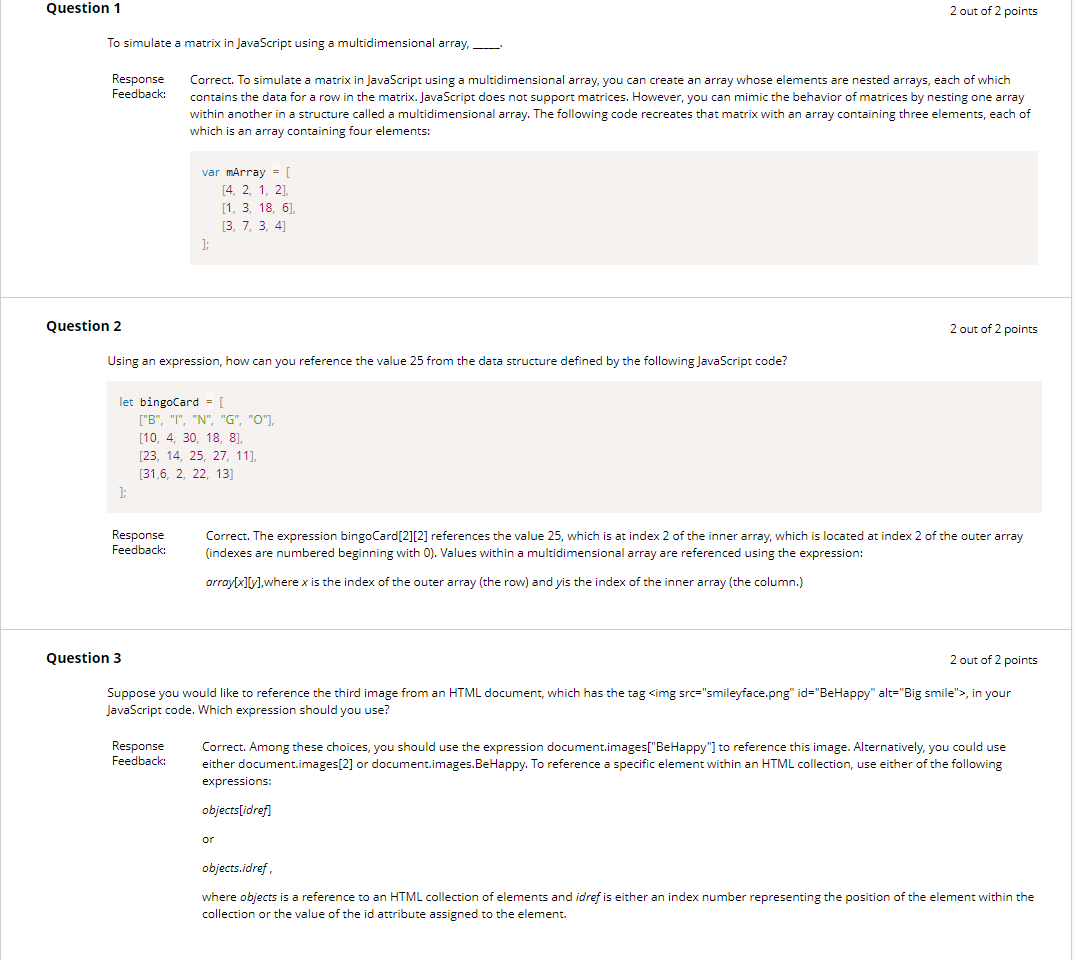 Question 1
2 out of 2 points
To simulate a matrix in JavaScript using a multidimensional array, _____.
Response
Feedback:
Correct. To simulate a matrix in JavaScript using a multidimensional array, you can create an array whose elements are nested arrays, each of which
contains the data for a row in the matrix. JavaScript does not support matrices. However, you can mimic the behavior of matrices by nesting one array
within another in a structure called a multidimensional array. The following code recreates that matrix with an array containing three elements, each of
which is an array containing four elements:
var mArray = [
[4, 2, 1, 2],
[1, 3, 18, 6],
[3, 7, 3, 4]
];
Question 2
2 out of 2 points
Using an expression, how can you reference the value 25 from the data structure defined by the following JavaScript code?
let bingoCard = [
["B", "I", "N", "G", "O"],
[10, 4, 30, 18, 8],
[23, 14, 25, 27, 11],
[31,6, 2, 22, 13]
];
Response
Feedback:
Correct. The expression bingoCard[2][2] references the value 25, which is at index 2 of the inner array, which is located at index 2 of the outer array
(indexes are numbered beginning with 0). Values within a multidimensional array are referenced using the expression:
array[x][y],where x is the index of the outer array (the row) and yis the index of the inner array (the column.)
Question 3
2 out of 2 points
Suppose you would like to reference the third image from an HTML document, which has the tag <img src="smileyface.png" id="BeHappy" alt="Big smile">, in your
JavaScript code. Which expression should you use?
Response
Feedback:
Correct. Among these choices, you should use the expression document.images["BeHappy"] to reference this image. Alternatively, you could use
either document.images[2] or document.images.BeHappy. To reference a specific element within an HTML collection, use either of the following
expressions:
objects[idref]
or
objects.idref ,
where objects is a reference to an HTML collection of elements and idref is either an index number representing the position of the element within the
collection or the value of the id attribute assigned to the element.